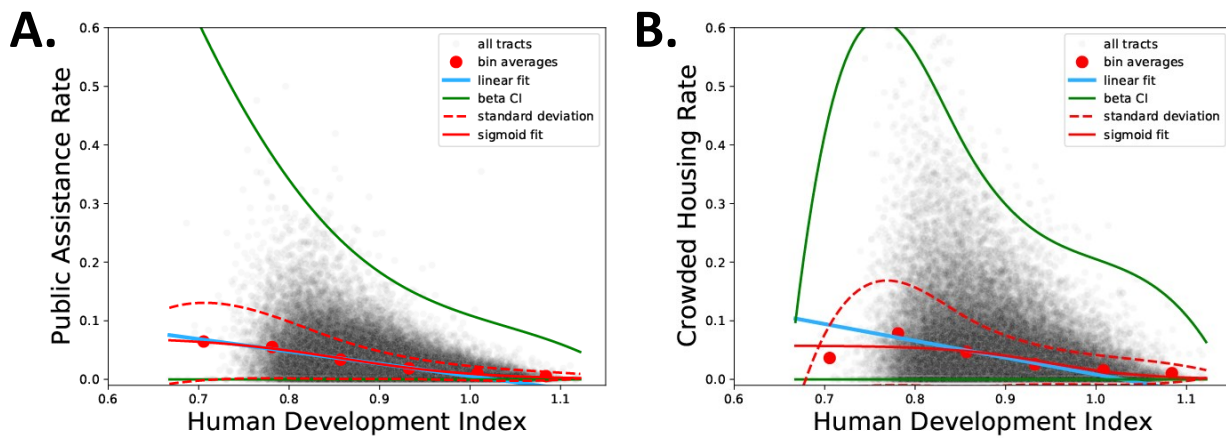 A.
Public Assistance Rate
0.6
0.5
0.4
0.3
0.2
0.1
0.0
all tracts
bin averages
linear fit
beta CI
standard deviation
sigmoid fit
0.6 0.7 0.8 0.9 1.0 1.1
Human Development Index
B.
Crowded Housing Rate
0.6
0.5
0.4
0.3
0.2
0.1
0.0
all tracts
bin averages
linear fit
beta CI
standard deviation
sigmoid fit
0.6 0.7 0.8 0.9 1.0 1.1
Human Development Index